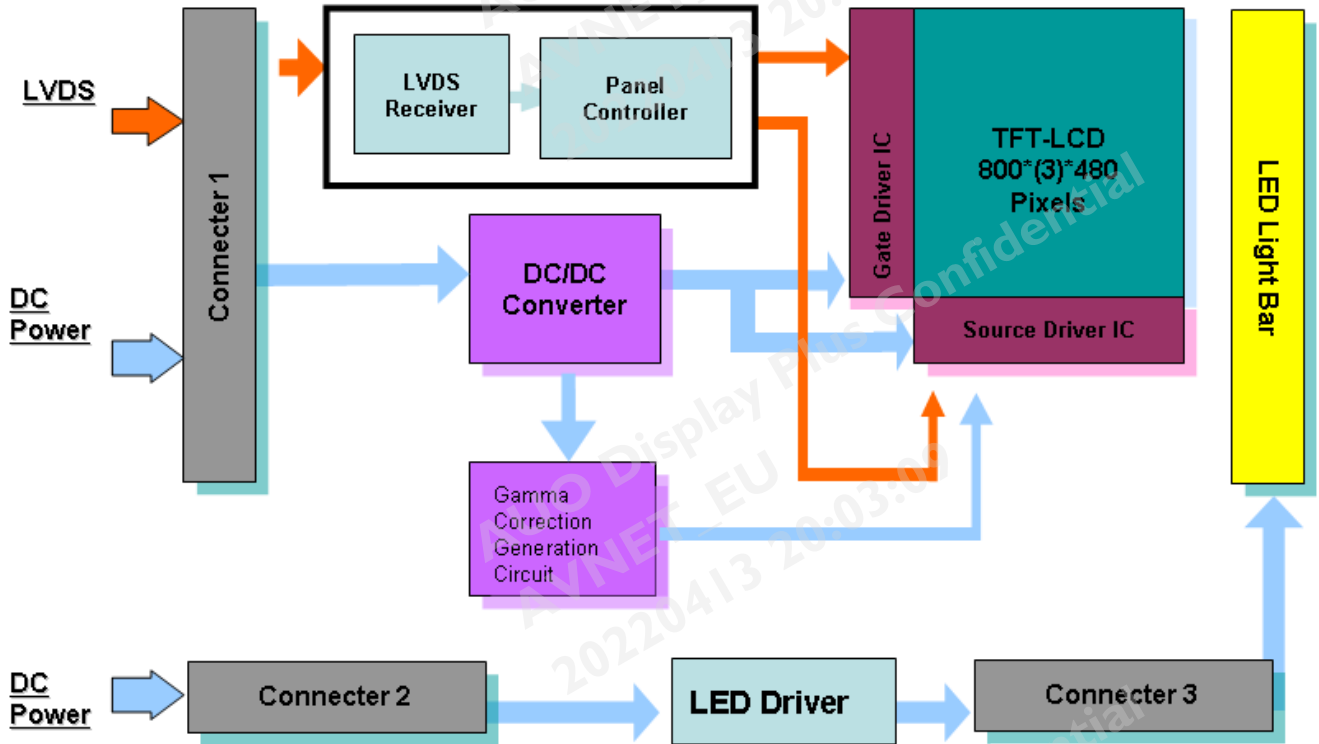 LVDS
DC
Power
Connecter 1
LVDS
Receiver
Panel
Controller
DC/DC
Converter
Gamma
Correction
Generation
Circuit
Gate Driver IC
TFT-LCD
800*(3)*480
Pixels
Source Driver IC
LED Light Bar
DC
Power
Connecter 2
LED Driver
Connecter 3
AUO Display Plus Confidential
AVNET_EU
20220413 20:03:09